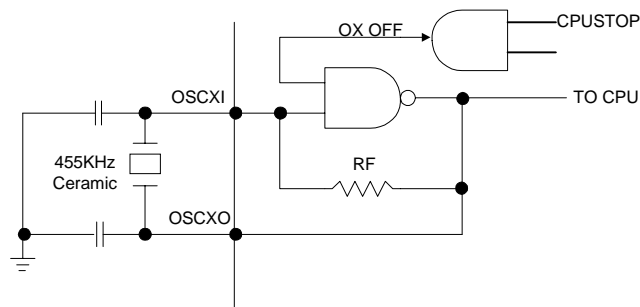 OX OFF
CPUSTOP
OSCXI
TO CPU
455KHz
Ceramic
RF
OSCXO